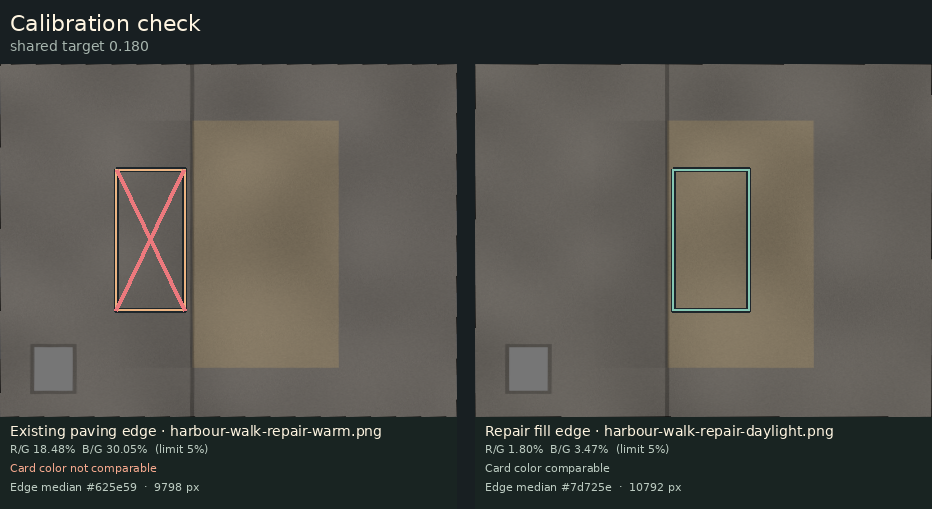 Calibration check
shared target 0.180
Existing paving edge · harbour-walk-repair-warm.png
R/G 18.48%  B/G 30.05%  (limit 5%)
Card color not comparable
Edge median #625e59  ·  9798 px
Repair fill edge · harbour-walk-repair-daylight.png
R/G 1.80%  B/G 3.47%  (limit 5%)
Card color comparable
Edge median #7d725e  ·  10792 px